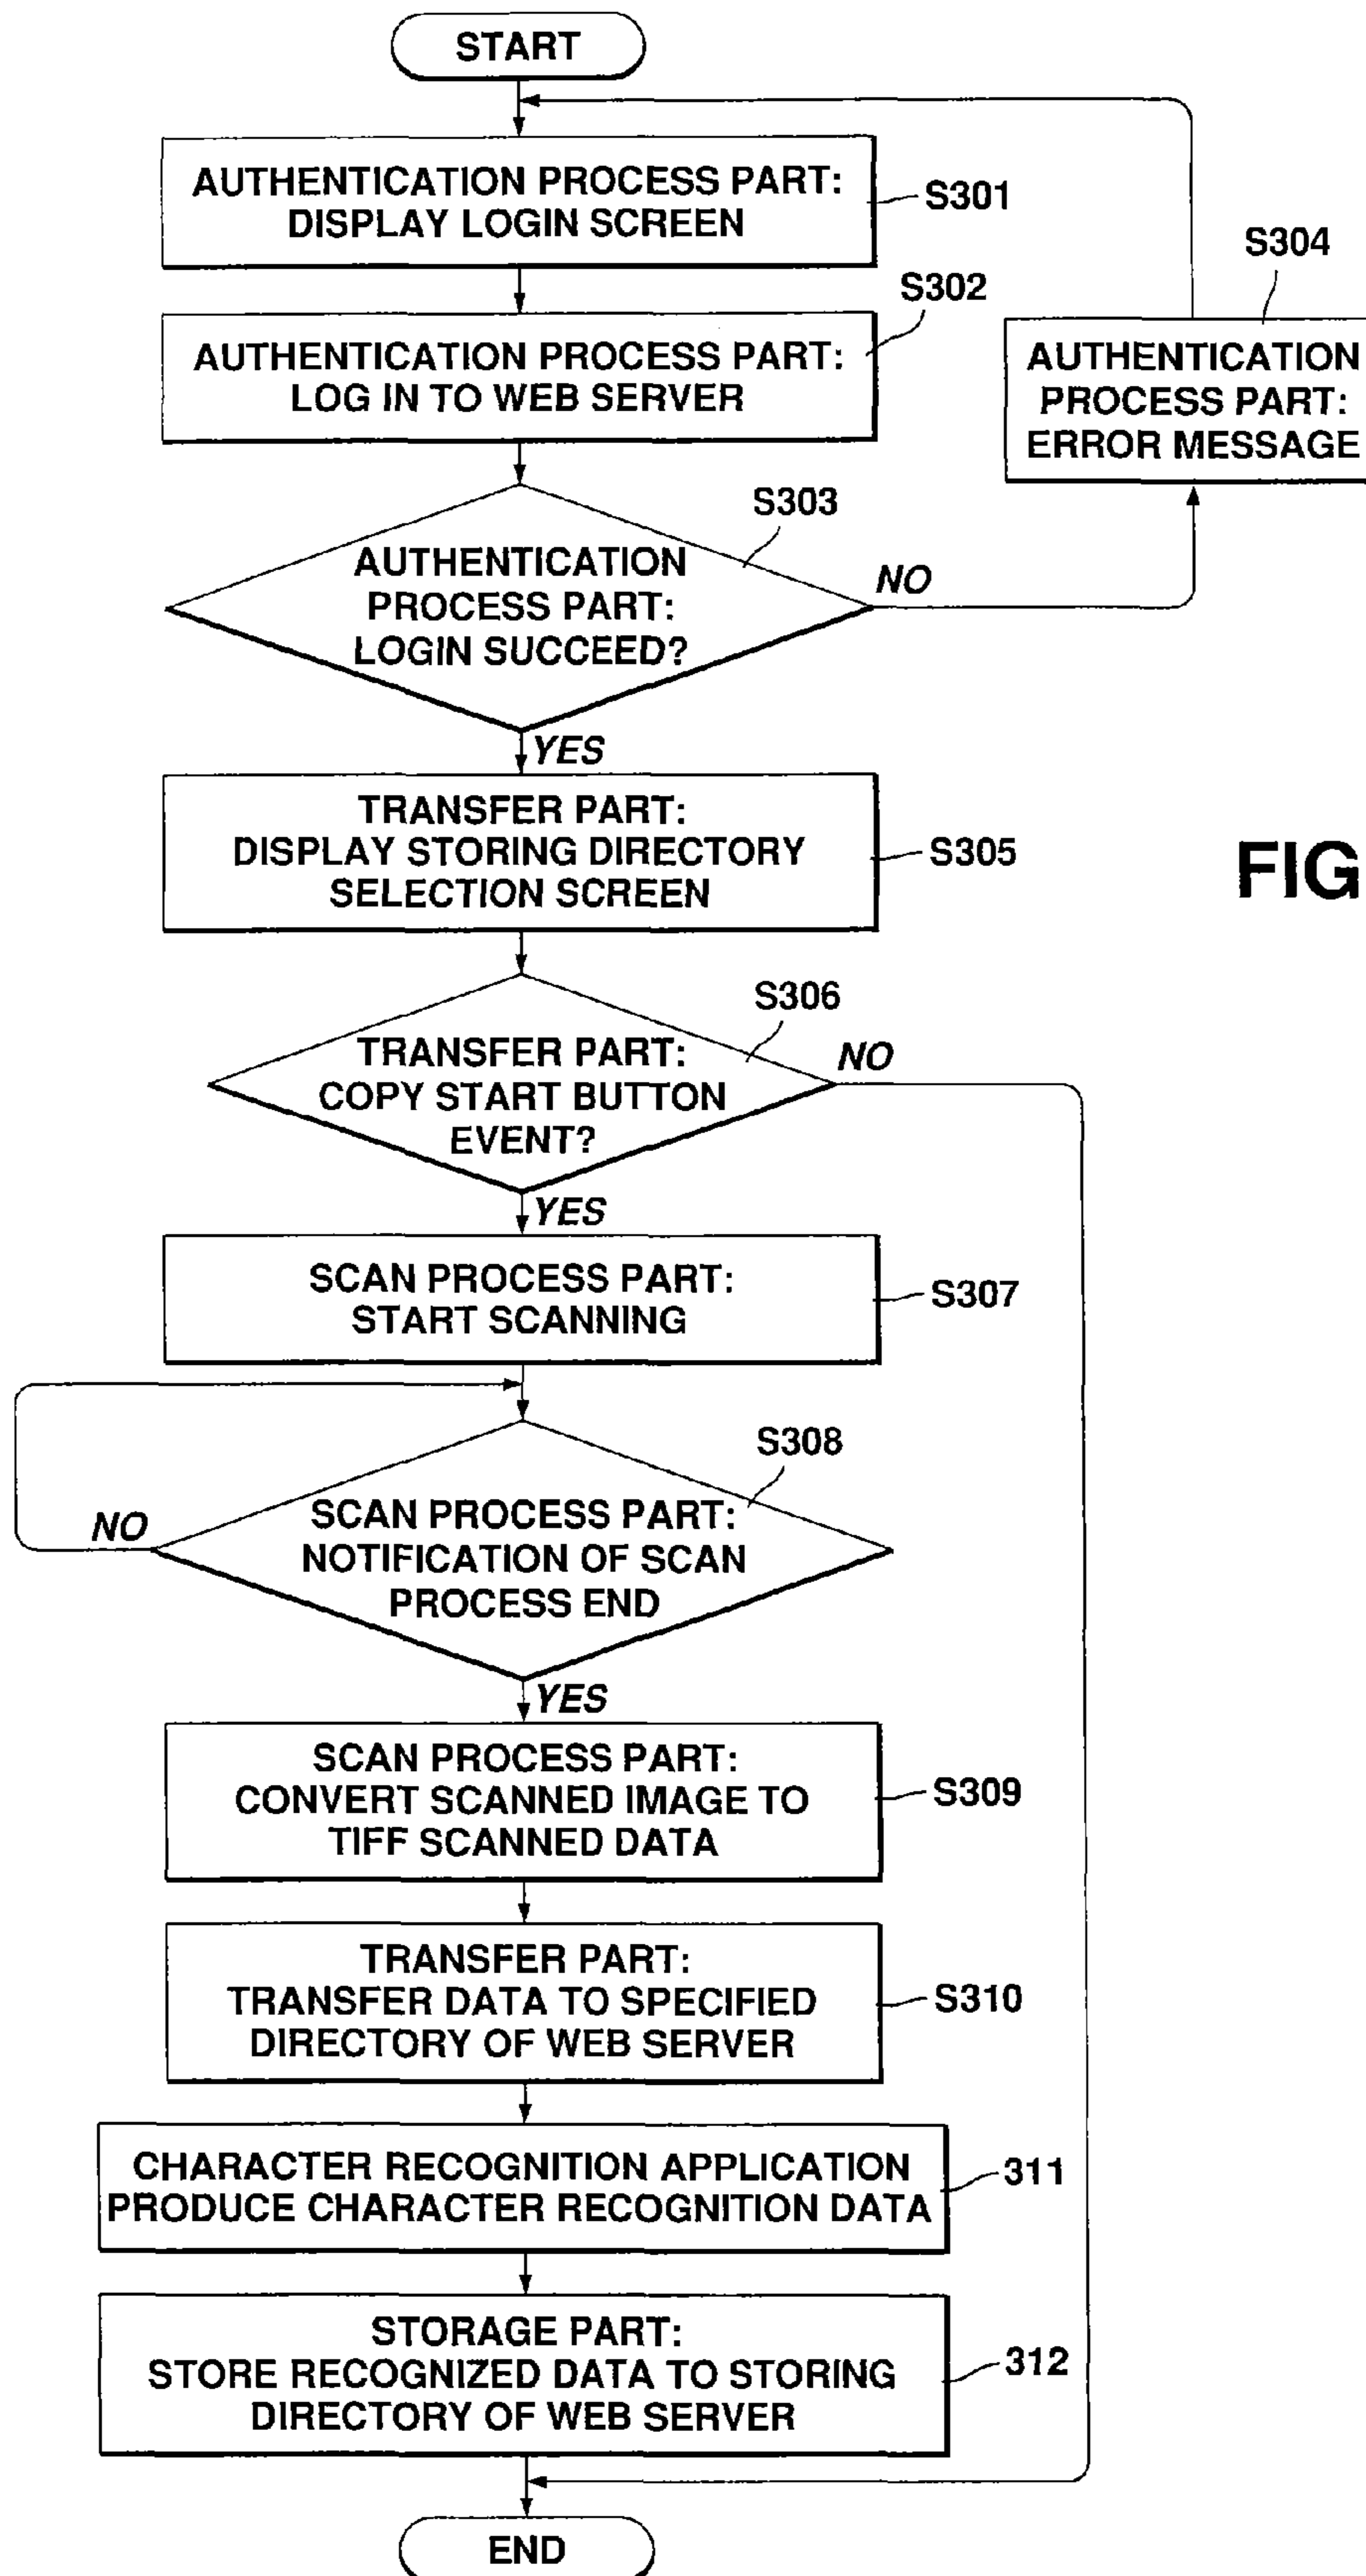 START
AUTHENTICATION PROCESS PART:
DISPLAY LOGIN SCREEN
S301
S304
S302
AUTHENTICATION PROCESS PART:
LOG IN TO WEB SERVER
AUTHENTICATION
PROCESS PART:
ERROR MESSAGE
S303
AUTHENTICATION
PROCESS PART:
LOGIN SUCCEED?
NO
YES
TRANSFER PART:
DISPLAY STORING DIRECTORY
SELECTION SCREEN
S305
FIG
S306
TRANSFER PART:
COPY START BUTTON
EVENT?
NO
YES
SCAN PROCESS PART:
START SCANNING
S307
S308
SCAN PROCESS PART:
NOTIFICATION OF SCAN
PROCESS END
NO
YES
SCAN PROCESS PART:
CONVERT SCANNED IMAGE TO
TIFF SCANNED DATA
S309
TRANSFER PART:
TRANSFER DATA TO SPECIFIED
DIRECTORY OF WEB SERVER
S310
CHARACTER RECOGNITION APPLICATION
PRODUCE CHARACTER RECOGNITION DATA
311
STORAGE PART:
STORE RECOGNIZED DATA TO STORING
DIRECTORY OF WEB SERVER
312
END